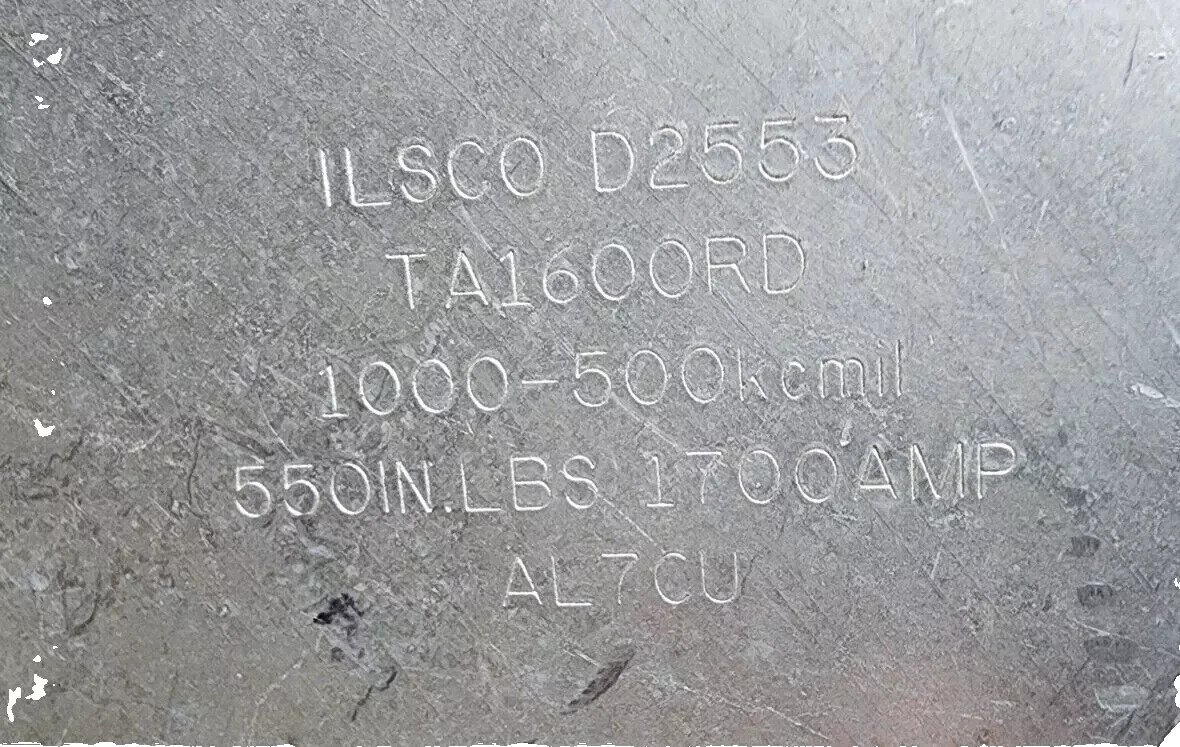 ILSCO D2553
TA1600RD
1000-500kcmil
550IN.LBS 1700AMP
AL7CU